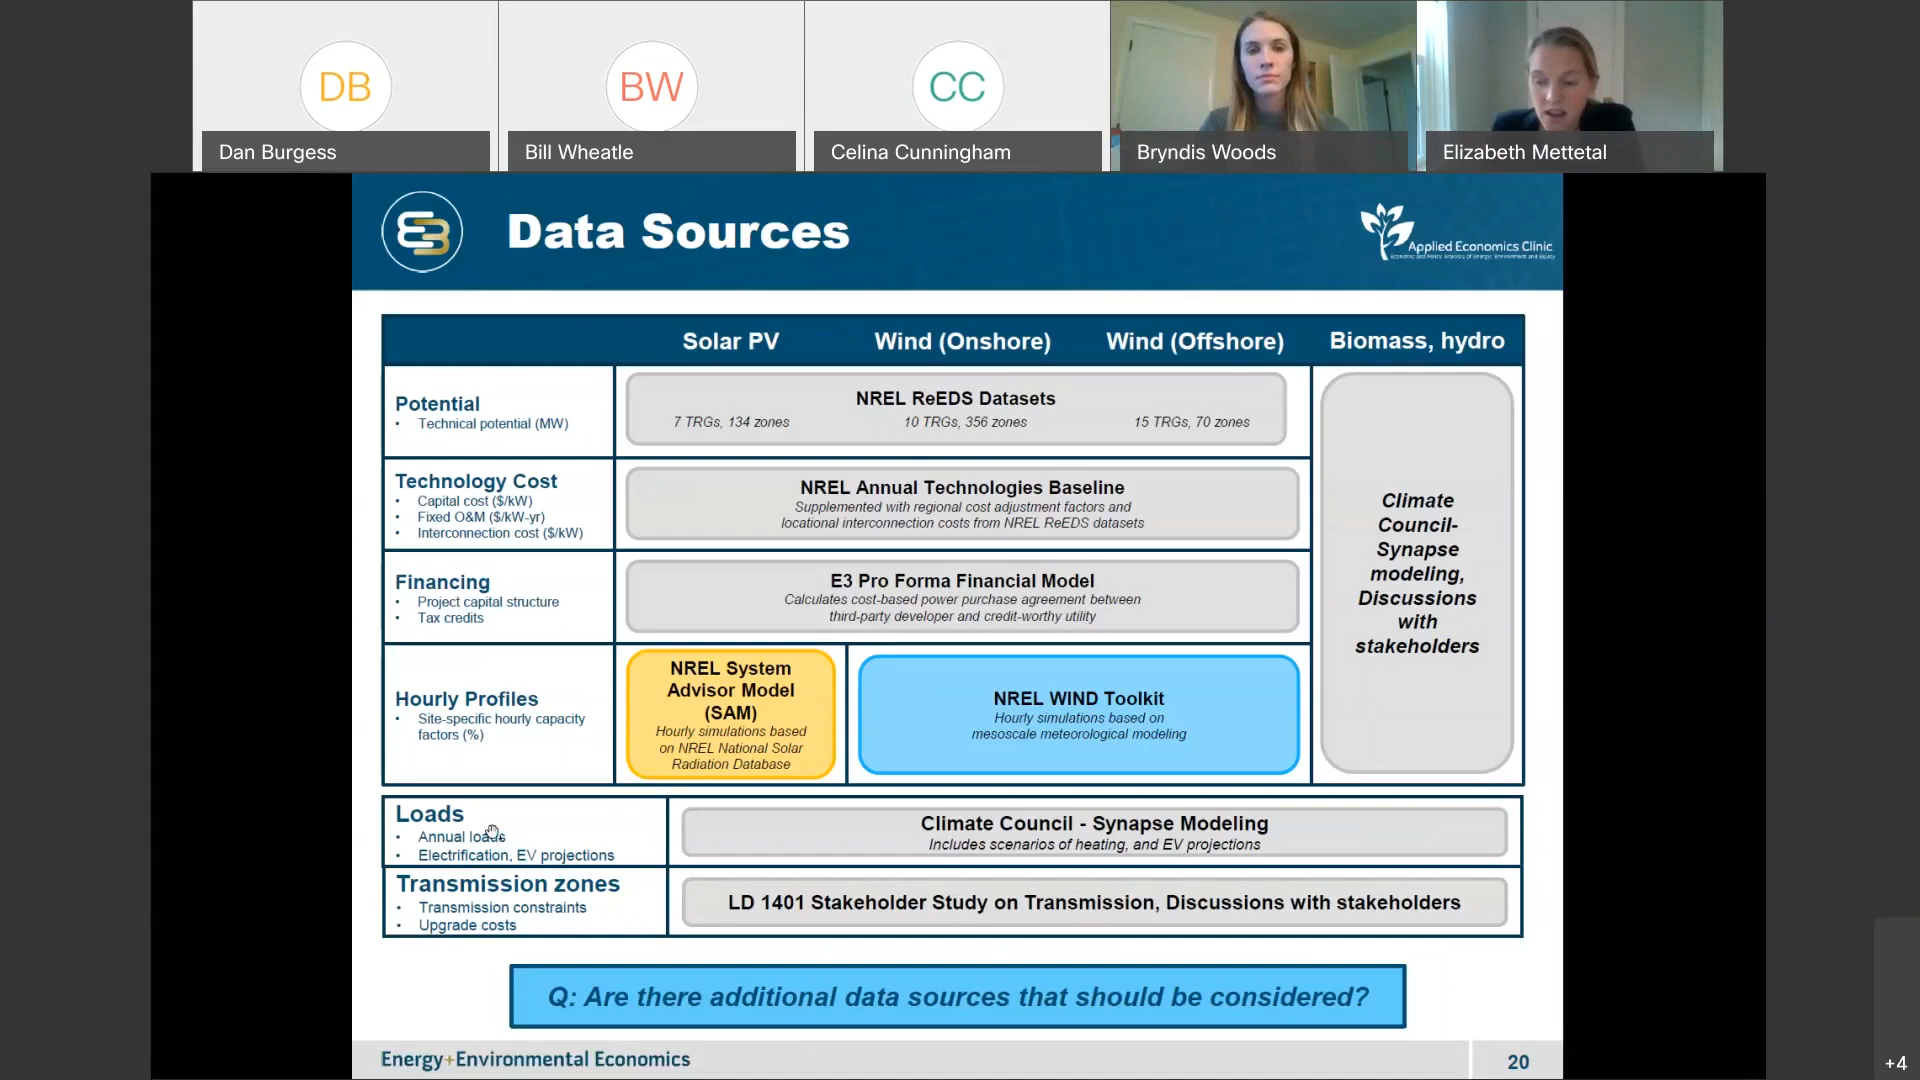 DB
BW
CC
Dan Burgess
Bill Wheatle
Celina Cunningham
Bryndis Woods
Elizabeth Mettetal
Data Sources
Applied Economics Clinic
Economic and Policy Analysis of Energy, Environment and Equity
Solar PV
Wind (Onshore)
Wind (Offshore)
Biomass, hydro
Potential
• Technical potential (MW)
NREL ReEDS Datasets
7 TRGs, 134 zones
10 TRGs, 356 zones
15 TRGs, 70 zones
Technology Cost
• Capital cost ($/kW)
• Fixed O&M ($/kW-yr)
• Interconnection cost ($/kW)
NREL Annual Technologies Baseline
Supplemented with regional cost adjustment factors and
locational interconnection costs from NREL ReEDS datasets
Financing
• Project capital structure
• Tax credits
E3 Pro Forma Financial Model
Calculates cost-based power purchase agreement between
third-party developer and credit-worthy utility
Hourly Profiles
• Site-specific hourly capacity
factors (%)
NREL System
Advisor Model
(SAM)
Hourly simulations based
on NREL National Solar
Radiation Database
NREL WIND Toolkit
Hourly simulations based on
mesoscale meteorological modeling
Climate
Council-
Synapse
modeling,
Discussions
with
stakeholders
Loads
• Annual loads
• Electrification, EV projections
Climate Council - Synapse Modeling
Includes scenarios of heating, and EV projections
Transmission zones
• Transmission constraints
• Upgrade costs
LD 1401 Stakeholder Study on Transmission, Discussions with stakeholders
Q: Are there additional data sources that should be considered?
Energy+Environmental Economics
20
+4